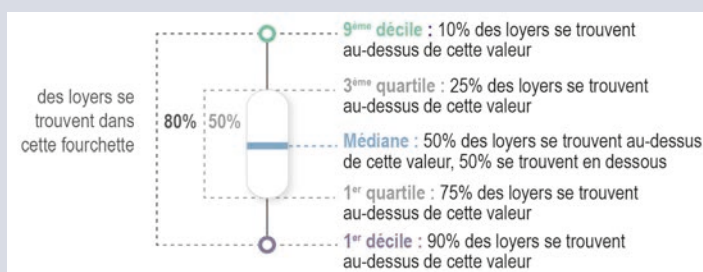 9ème décile : 10% des loyers se trouvent
au-dessus de cette valeur
3ème quartile : 25% des loyers se trouvent
au-dessus de cette valeur
des loyers se
trouvent dans
cette fourchette
80%
50%
Médiane : 50% des loyers se trouvent au-dessus
de cette valeur, 50% se trouvent en dessous
1er quartile : 75% des loyers se trouvent
au-dessus de cette valeur
1er décile : 90% des loyers se trouvent
au-dessus de cette valeur